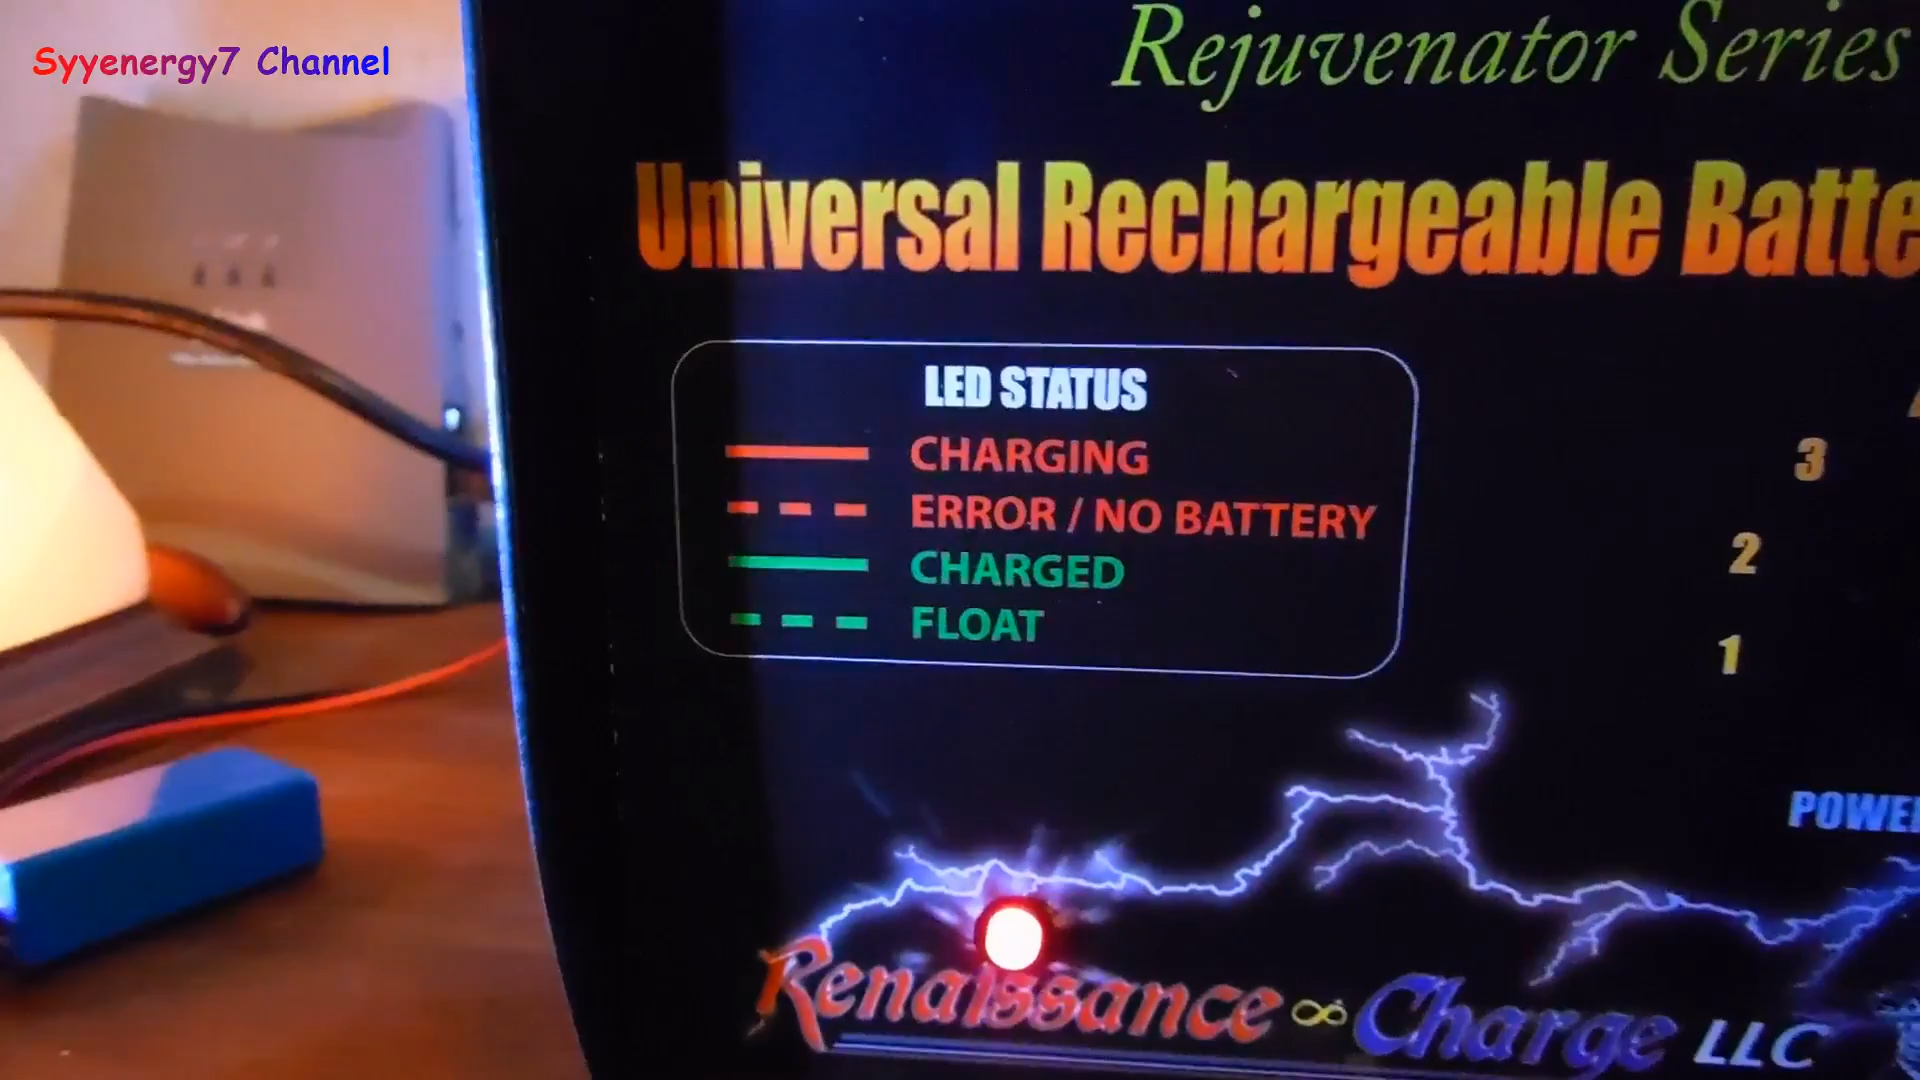 Syyenergy7 Channel
Rejuvenator Series
Universal Rechargeable Batte
LED STATUS
CHARGING
ERROR / NO BATTERY
CHARGED
FLOAT
3
2
1
POWE
Renaissance ∞ Charge LLC